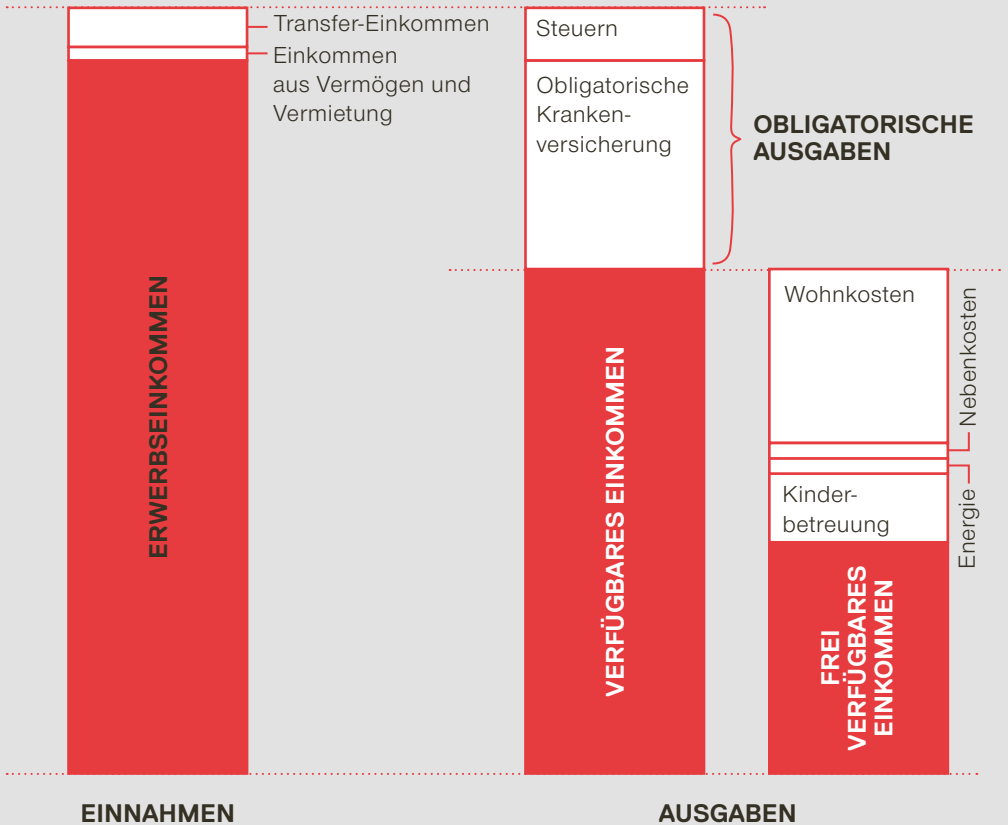 Transfer-Einkommen
Einkommen
aus Vermögen und
Vermietung
ERWERBSEINKOMMEN
Steuern
Obligatorische
Kranken-
versicherung
OBLIGATORISCHE
AUSGABEN
VERFÜGBARES EINKOMMEN
Wohnkosten
Nebenkosten
Energie
Kinder-
betreuung
FREI
VERFÜGBARES
EINKOMMEN
EINNAHMEN
AUSGABEN